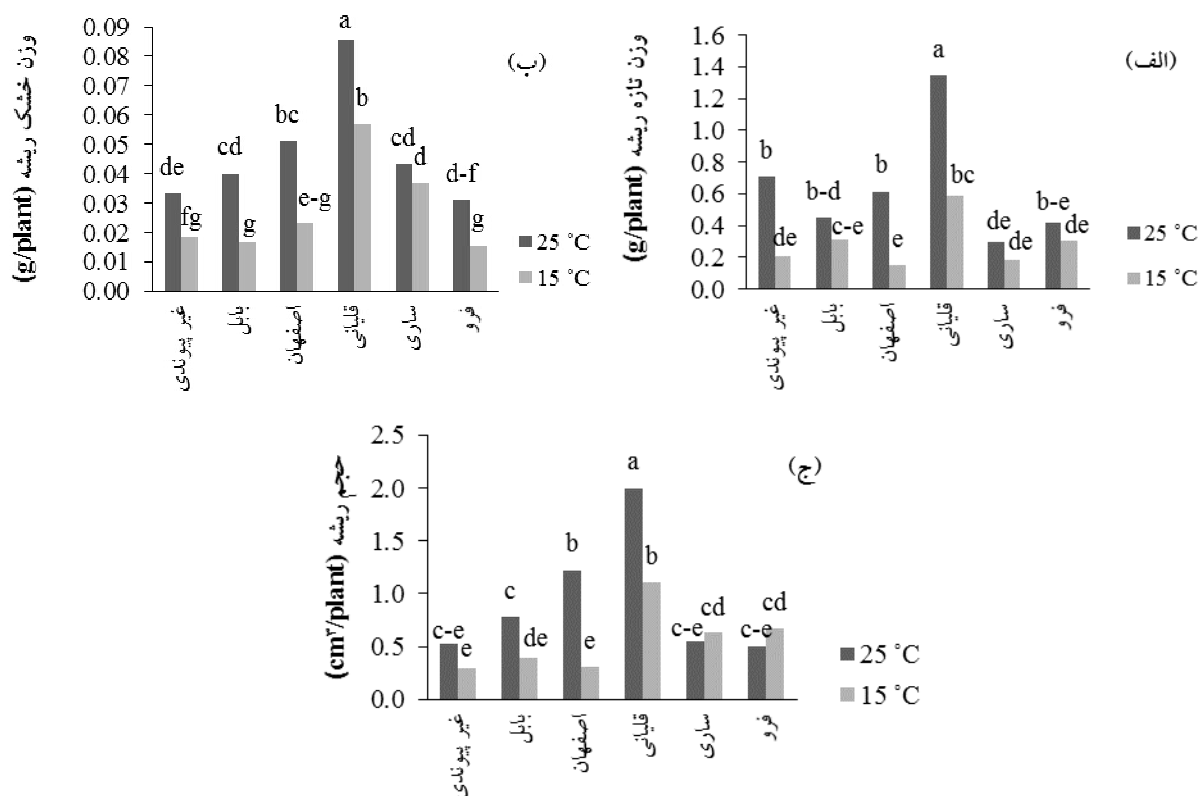 (الف)
وزن تازه ریشه (g/plant)
1.6
1.4
1.2
1.0
0.8
0.6
0.4
0.2
0.0
b
de
b-d
c-e
b
e
a
bc
de
de
b-e
de
25 °C
15 °C
غیر پیوندی
بابل
اصفهان
قلیانی
ساری
فرو
(ب)
وزن خشک ریشه (g/plant)
0.09
0.08
0.07
0.06
0.05
0.04
0.03
0.02
0.01
0.00
de
fg
cd
g
bc
e-g
a
b
cd
d
d-f
g
25 °C
15 °C
غیر پیوندی
بابل
اصفهان
قلیانی
ساری
فرو
(ج)
حجم ریشه (cm³/plant)
2.5
2.0
1.5
1.0
0.5
0.0
c-e
e
c
de
b
e
a
b
c-e
cd
c-e
cd
25 °C
15 °C
غیر پیوندی
بابل
اصفهان
قلیانی
ساری
فرو